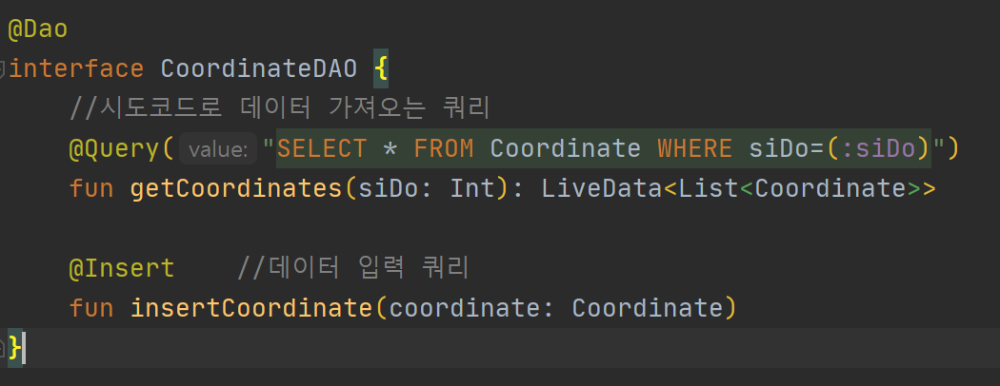 @Dao
interface CoordinateDAO {
//시도코드로 데이터 가져오는 쿼리
@Query( value: "SELECT * FROM Coordinate WHERE siDo=(:siDo)")
fun getCoordinates(siDo: Int): LiveData<List<Coordinate>>
@Insert //데이터 입력 쿼리
fun insertCoordinate(coordinate: Coordinate)
}